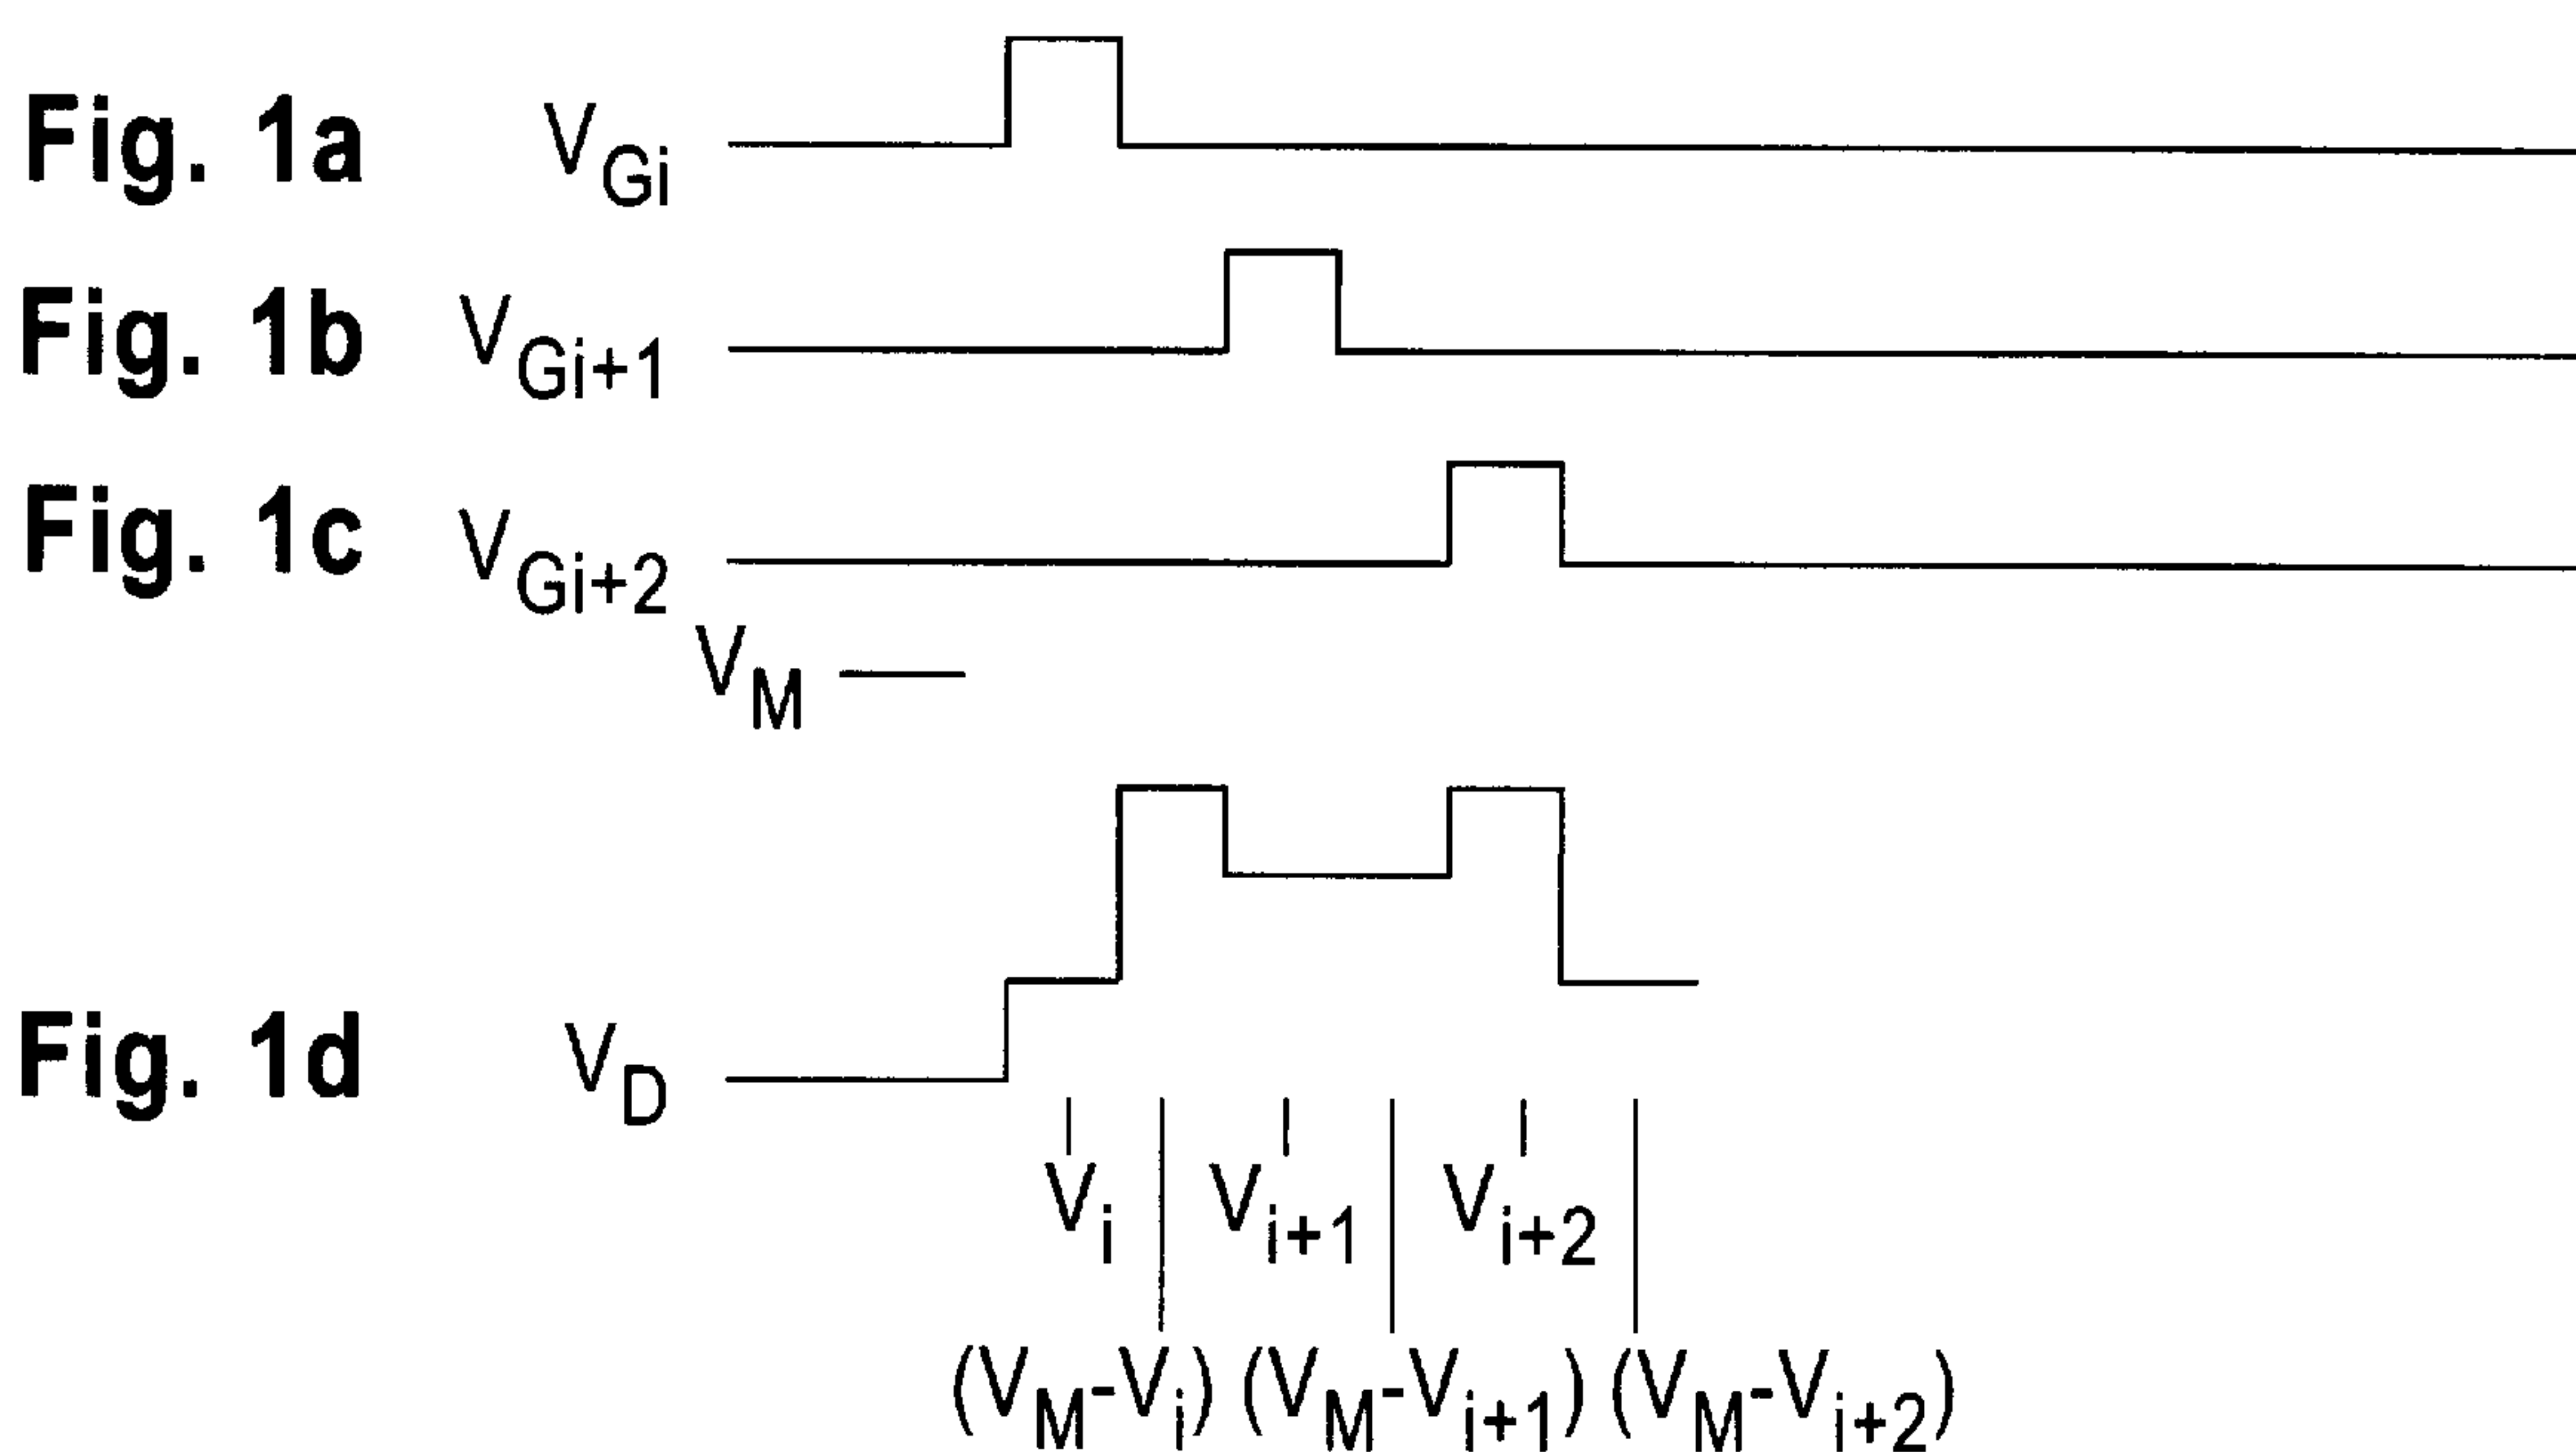 Fig. 1a V_Gi
Fig. 1b V_Gi+1
Fig. 1c V_Gi+2
V_M
Fig. 1d V_D
V_i V_i+1 V_i+2
(V_M-V_i) (V_M-V_i+1) (V_M-V_i+2)